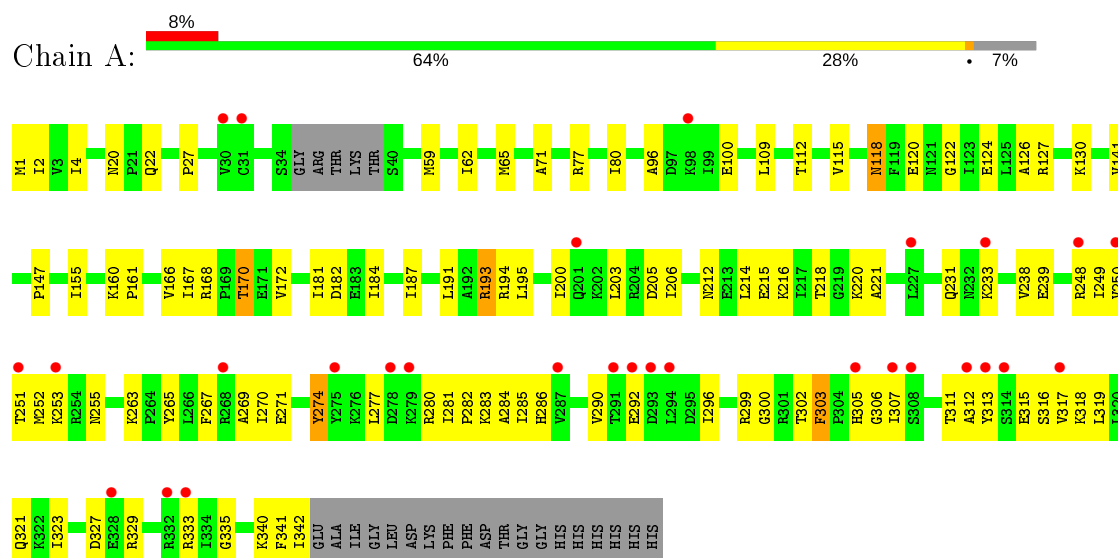 8%
Chain A:
64% 28% • 7%
M1 I2 V3 I4 N20 P21 Q22 P27 V30 C31 S34 GLY ARG THR LYS THR S40 M59 I62 M65 A71 R77 I80 A96 D97 K98 I99 E100 L109 T112 V115 N118 F119 E120 N121 G122 I123 E124 L125 A126 R127 K130
P147 I155 K160 P161 V166 I167 R168 P169 T170 E171 V172 I181 D182 E183 I184 I187 L191 A192 R193 R194 L195 I200 Q201 K202 L203 R204 D205 I206 N212 E213 L214 E215 K216 I217 T218 G219 K220 A221 L227 Q231 N232 K233 V238 E239 R248 I249
T251 M252 K253 R254 N255 K263 P264 Y265 L266 F267 R268 A269 I270 E271 Y274 Y275 K276 L277 D278 K279 R280 I281 P282 K283 A284 I285 H286 V287 V290 T291 E292 D293 L294 D295 I296 R299 G300 R301 T302 F303 P304 H305 G306 I307 S308 T311 A312 Y313 S314 E315 S316 V317 K318 L319
Q321 K322 I323 D327 E328 R329 R332 R333 I334 G335 K340 F341 I342 GLU ALA ILE GLY LEU ASP LYS PHE PHE ASP THR GLY GLY HIS HIS HIS HIS HIS HIS